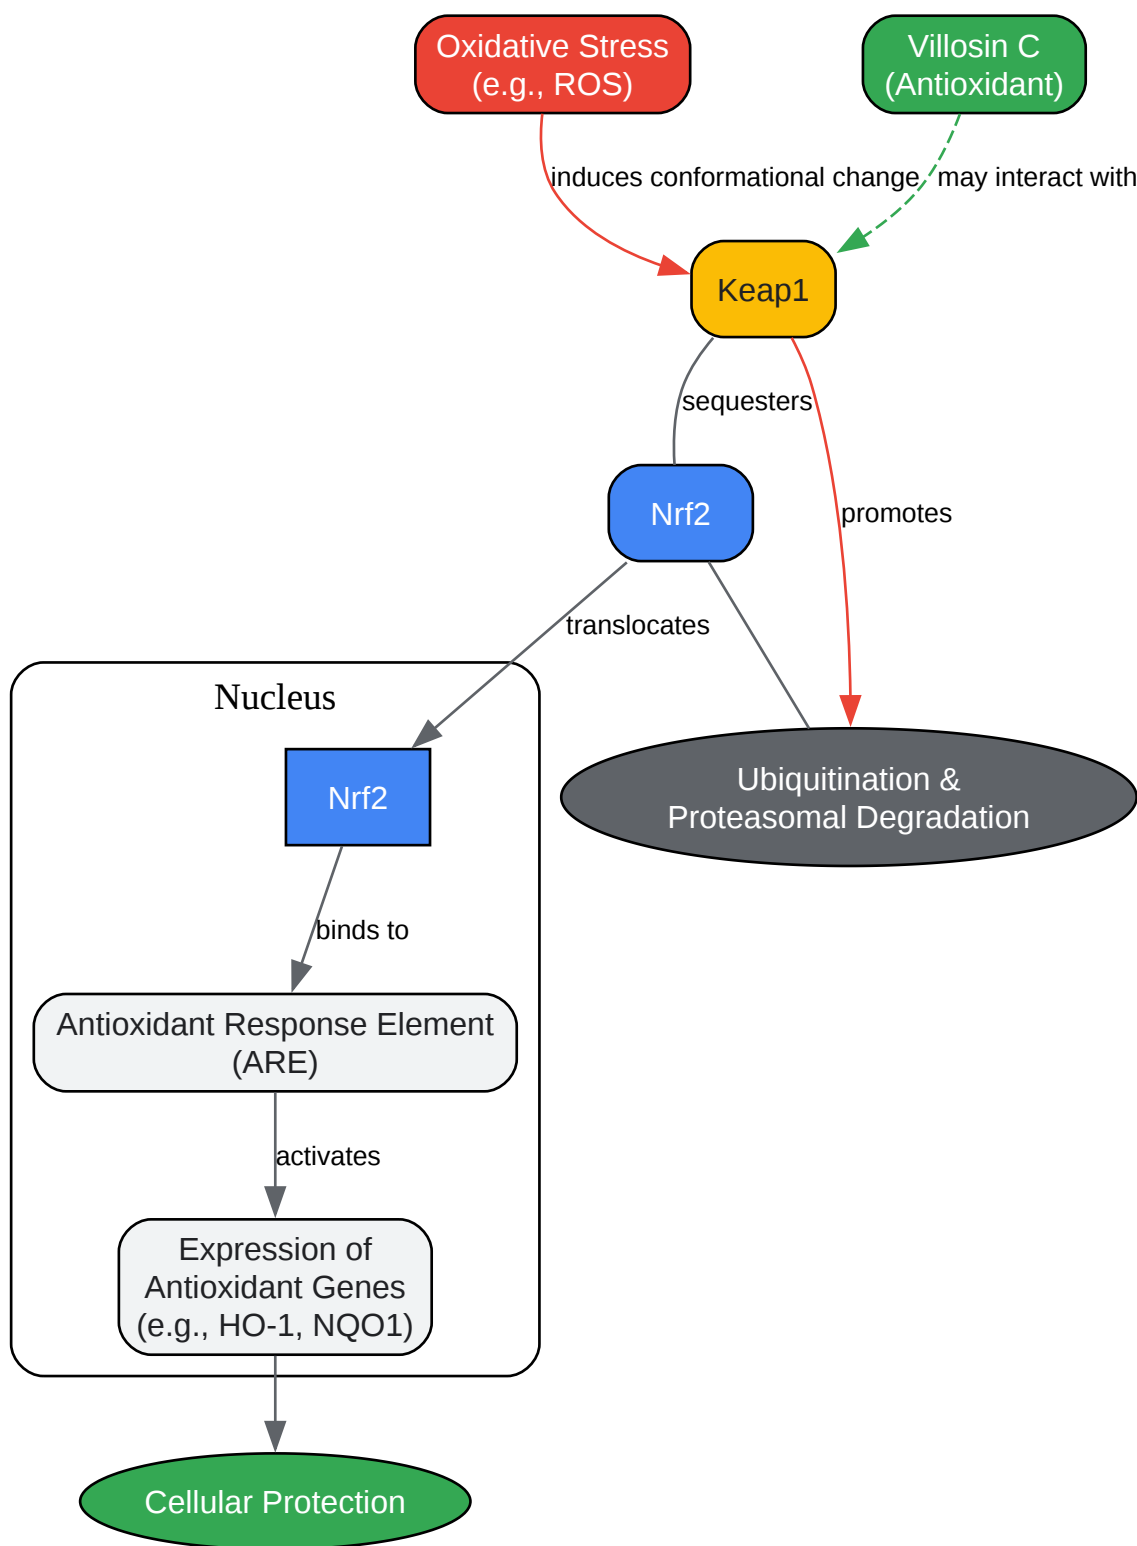 Oxidative Stress
(e.g., ROS)
Villosin C
(Antioxidant)
induces conformational change
may interact with
Keap1
sequesters
Nrf2
promotes
translocates
Nucleus
Nrf2
Ubiquitination &
Proteasomal Degradation
binds to
Antioxidant Response Element
(ARE)
activates
Expression of
Antioxidant Genes
(e.g., HO-1, NQO1)
Cellular Protection